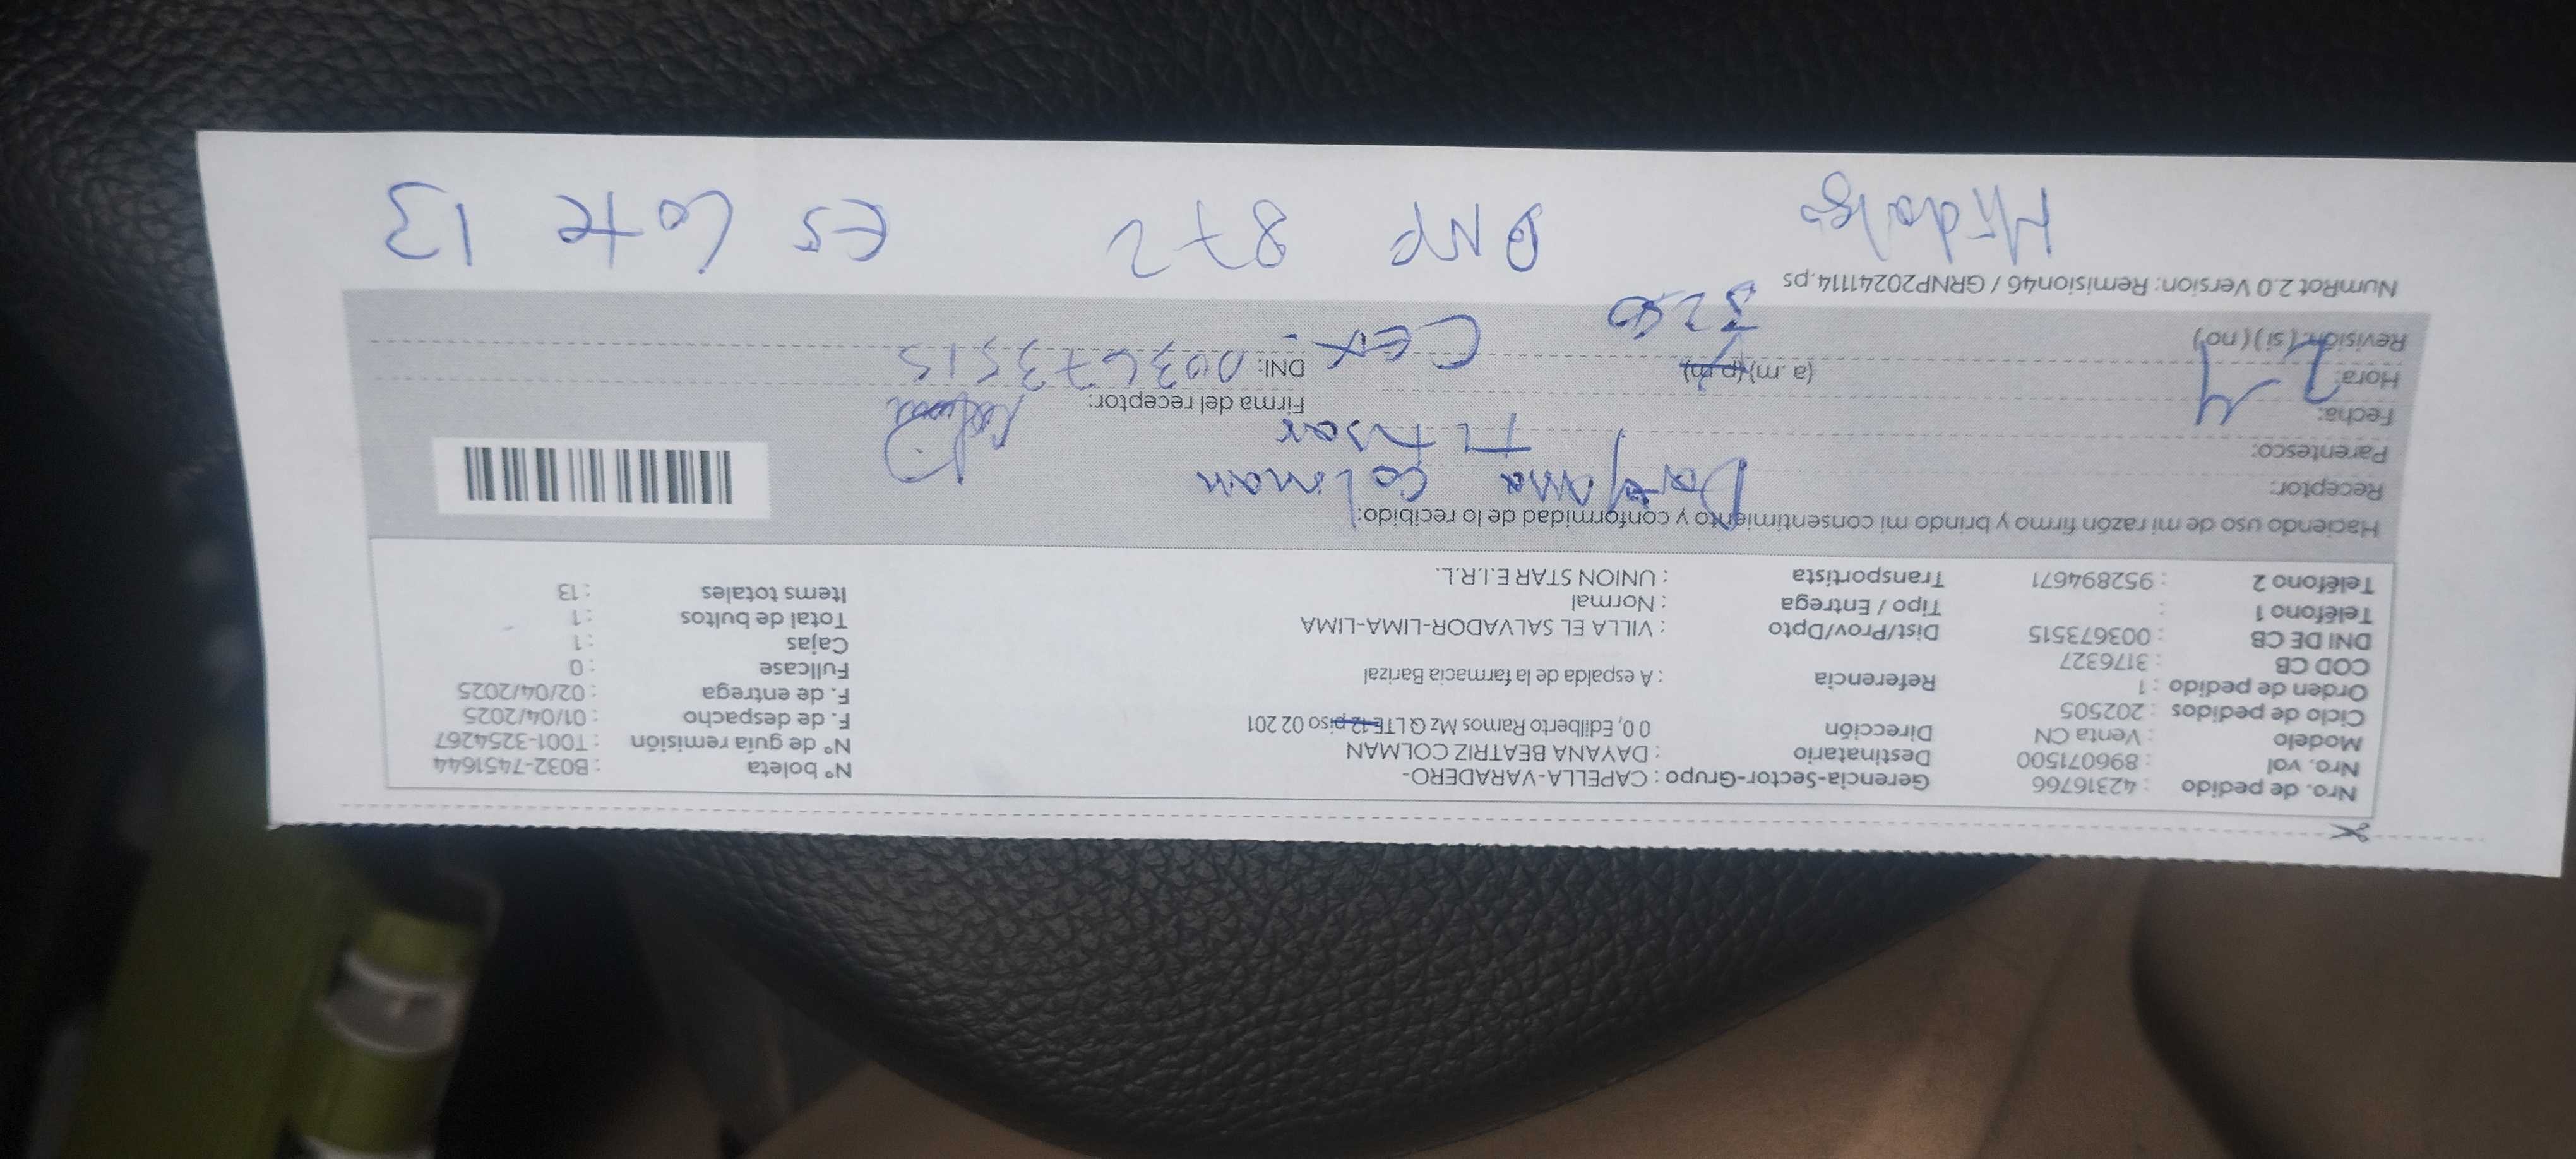 Nro. de pedido : 42316766 Gerencia-Sector-Grupo : CAPELLA-VARADERO- N° boleta : B032-7451644
Nro. vol : 896071500 Destinatario : DAYANA BEATRIZ COLMAN N° de guía remisión : T001-3254267
Modelo : Venta CN Dirección 0 0, Edilberto Ramos Mz Q LTE 12 piso 02 201 F. de despacho : 01/04/2025
Ciclo de pedidos : 202505 F. de entrega : 02/04/2025
Orden de pedido : 1 Referencia : A espalda de la farmacia Barizal Fullcase : 0
COD CB : 3176327 Cajas : 1
DNI DE CB : 003673515 Dist/Prov/Dpto : VILLA EL SALVADOR-LIMA-LIMA Total de bultos : 1
Teléfono 1 : Tipo / Entrega : Normal Items totales : 13
Teléfono 2 : 952894671 Transportista : UNION STAR E.I.R.L.
Haciendo uso de mi razón firmo y brindo mi consentimiento y conformidad de lo recibido:
Receptor: Dayana Colman
Parentesco: Titular
Fecha: 2-4 Firma del receptor:
Hora: (a .m) (p.m) DNI: 003673515
Revisión: (si) (no) CEX
NumRot 2.0 Version: Remision46 / GRNP20241114.ps
Hidalgo 872 Es Lote 13